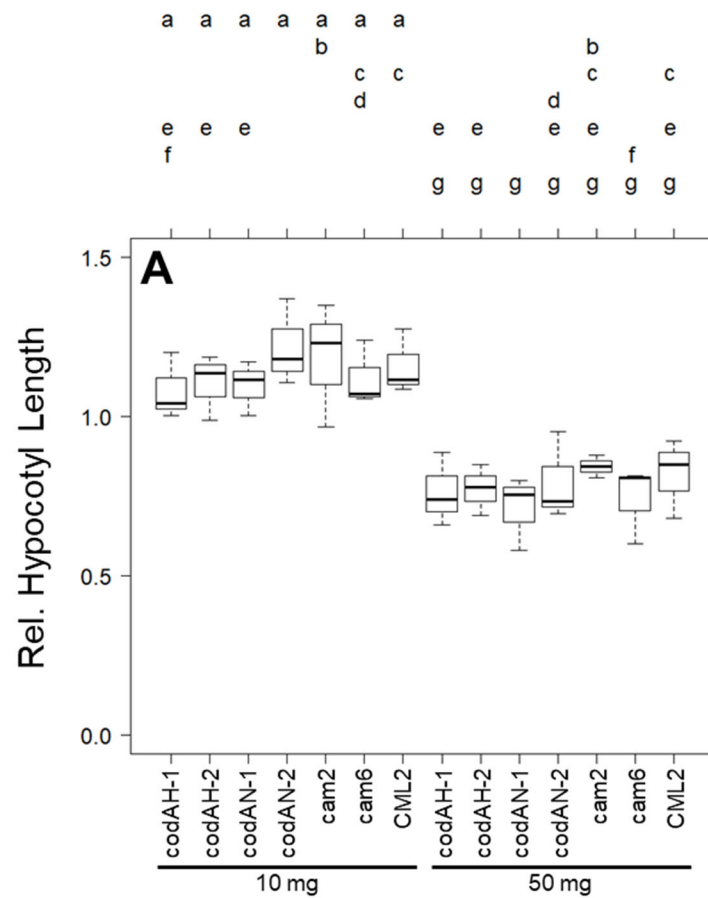 a a a a a a a
b b
c c c c
d d
e e e e e e e e
f f
g g g g g g g
A
1.5
1.0
0.5
0.0
Rel. Hypocotyl Length
codAH-1 codAH-2 codAN-1 codAN-2 cam2 cam6 CML2 codAH-1 codAH-2 codAN-1 codAN-2 cam2 cam6 CML2
10 mg 50 mg